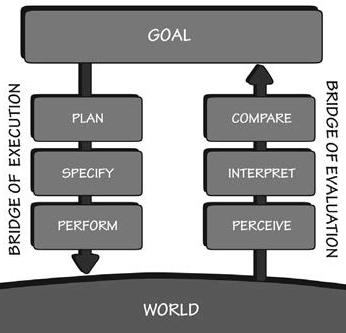 GOAL
BRIDGE OF EXECUTION
PLAN
SPECIFY
PERFORM
COMPARE
INTERPRET
PERCEIVE
BRIDGE OF EVALUATION
WORLD